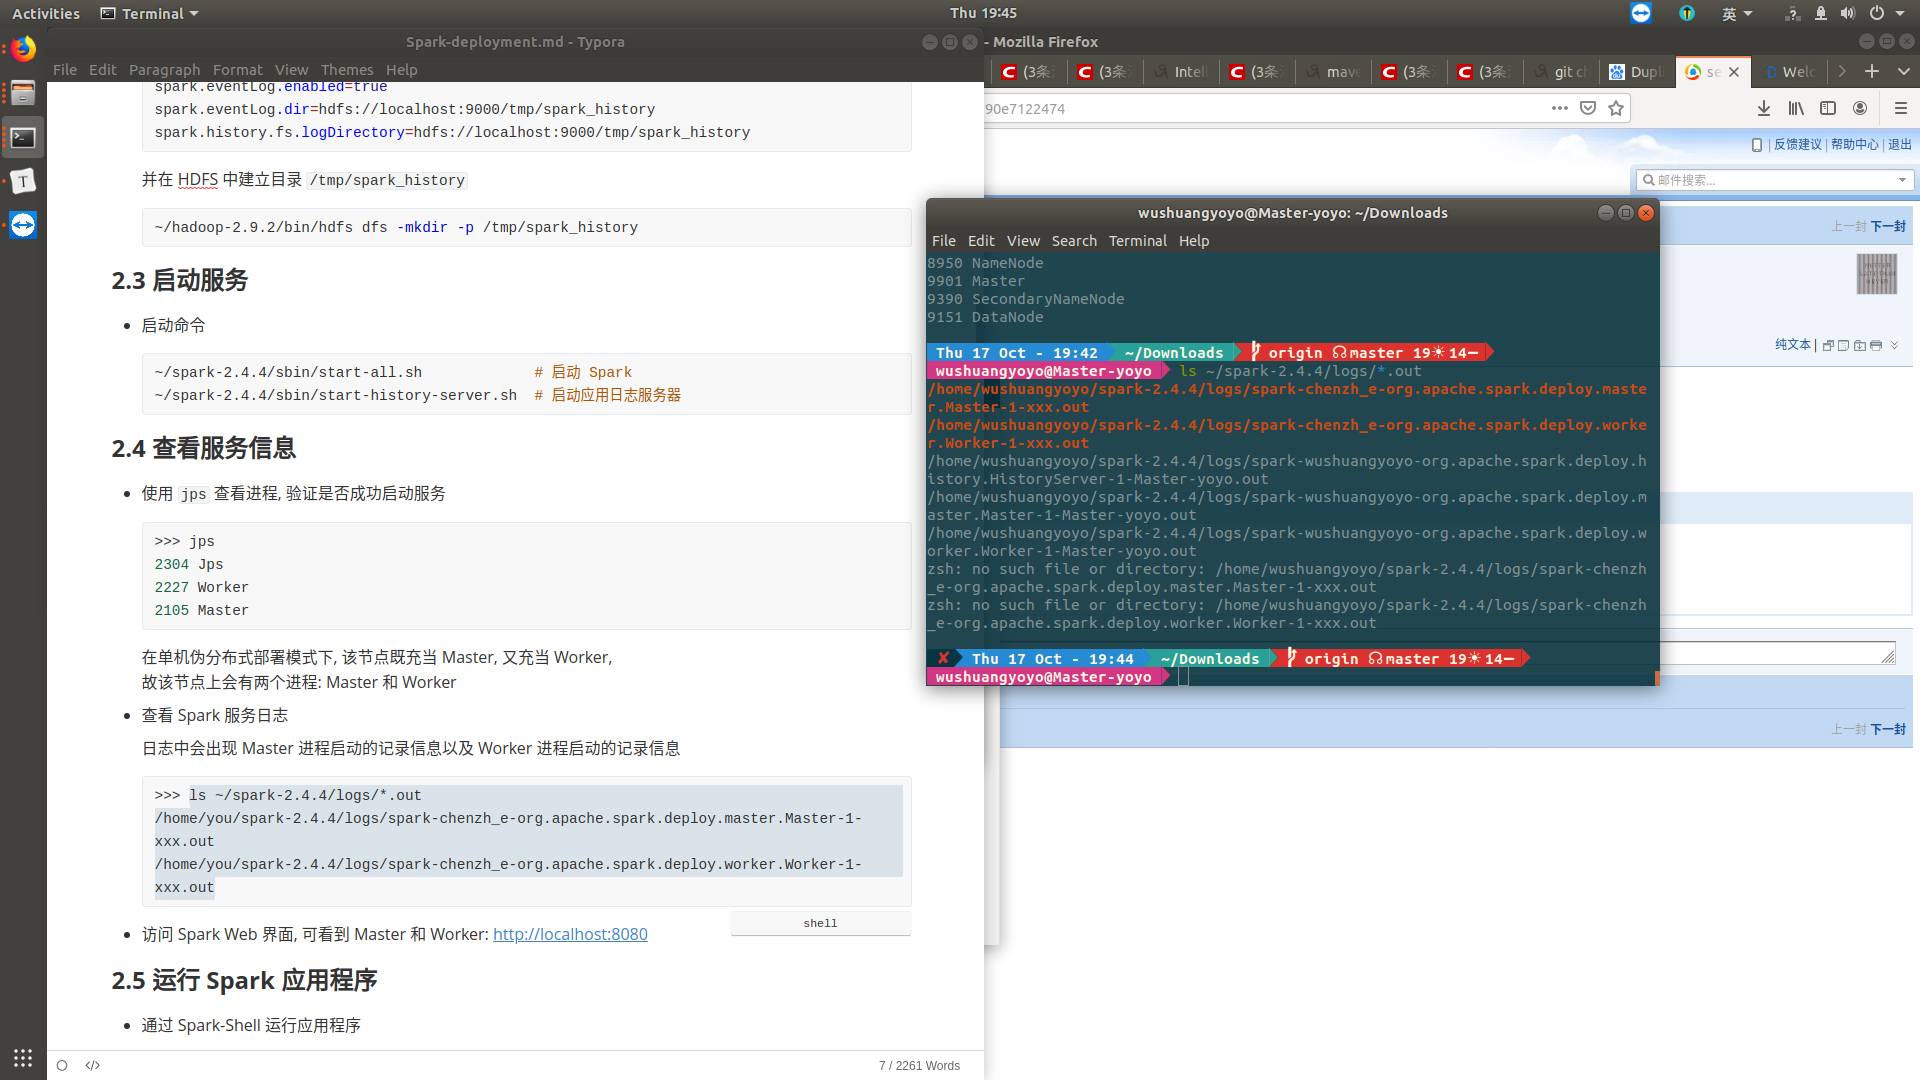 Activities
Terminal
Thu 19:45
英
Spark-deployment.md - Typora
File Edit Paragraph Format View Themes Help
spark.eventLog.enabled=true
spark.eventLog.dir=hdfs://localhost:9000/tmp/spark_history
spark.history.fs.logDirectory=hdfs://localhost:9000/tmp/spark_history
并在 HDFS 中建立目录 /tmp/spark_history
~/hadoop-2.9.2/bin/hdfs dfs -mkdir -p /tmp/spark_history
2.3 启动服务
启动命令
~/spark-2.4.4/sbin/start-all.sh # 启动 Spark
~/spark-2.4.4/sbin/start-history-server.sh # 启动应用日志服务器
2.4 查看服务信息
使用 jps 查看进程, 验证是否成功启动服务
>>> jps
2304 Jps
2227 Worker
2105 Master
在单机伪分布式部署模式下, 该节点既充当 Master, 又充当 Worker,
故该节点上会有两个进程: Master 和 Worker
查看 Spark 服务日志
日志中会出现 Master 进程启动的记录信息以及 Worker 进程启动的记录信息
>>> ls ~/spark-2.4.4/logs/*.out
/home/you/spark-2.4.4/logs/spark-chenzh_e-org.apache.spark.deploy.master.Master-1-
xxx.out
/home/you/spark-2.4.4/logs/spark-chenzh_e-org.apache.spark.deploy.worker.Worker-1-
xxx.out
shell
访问 Spark Web 界面, 可看到 Master 和 Worker: http://localhost:8080
2.5 运行 Spark 应用程序
通过 Spark-Shell 运行应用程序
7 / 2261 Words
- Mozilla Firefox
(3条 (3条 Intell (3条 mave (3条 (3条 git ch Dupl se Welc
90e7122474
反馈建议 | 帮助中心 | 退出
邮件搜索...
上一封 下一封
纯文本 |
上一封 下一封
wushuangyoyo@Master-yoyo: ~/Downloads
File Edit View Search Terminal Help
8950 NameNode
9901 Master
9390 SecondaryNameNode
9151 DataNode
Thu 17 Oct - 19:42 ~/Downloads origin ☊master 19☀14−
wushuangyoyo@Master-yoyo ls ~/spark-2.4.4/logs/*.out
/home/wushuangyoyo/spark-2.4.4/logs/spark-chenzh_e-org.apache.spark.deploy.maste
r.Master-1-xxx.out
/home/wushuangyoyo/spark-2.4.4/logs/spark-chenzh_e-org.apache.spark.deploy.worke
r.Worker-1-xxx.out
/home/wushuangyoyo/spark-2.4.4/logs/spark-wushuangyoyo-org.apache.spark.deploy.h
istory.HistoryServer-1-Master-yoyo.out
/home/wushuangyoyo/spark-2.4.4/logs/spark-wushuangyoyo-org.apache.spark.deploy.m
aster.Master-1-Master-yoyo.out
/home/wushuangyoyo/spark-2.4.4/logs/spark-wushuangyoyo-org.apache.spark.deploy.w
orker.Worker-1-Master-yoyo.out
zsh: no such file or directory: /home/wushuangyoyo/spark-2.4.4/logs/spark-chenzh
_e-org.apache.spark.deploy.master.Master-1-xxx.out
zsh: no such file or directory: /home/wushuangyoyo/spark-2.4.4/logs/spark-chenzh
_e-org.apache.spark.deploy.worker.Worker-1-xxx.out
✘ Thu 17 Oct - 19:44 ~/Downloads origin ☊master 19☀14−
wushuangyoyo@Master-yoyo